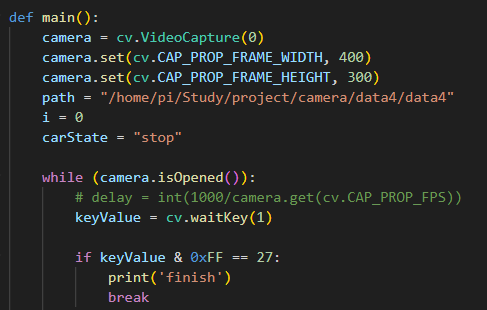 def main():
    camera = cv.VideoCapture(0)
    camera.set(cv.CAP_PROP_FRAME_WIDTH, 400)
    camera.set(cv.CAP_PROP_FRAME_HEIGHT, 300)
    path = "/home/pi/Study/project/camera/data4/data4"
    i = 0
    carState = "stop"

    while (camera.isOpened()):
        # delay = int(1000/camera.get(cv.CAP_PROP_FPS))
        keyValue = cv.waitKey(1)

        if keyValue & 0xFF == 27:
            print('finish')
            break